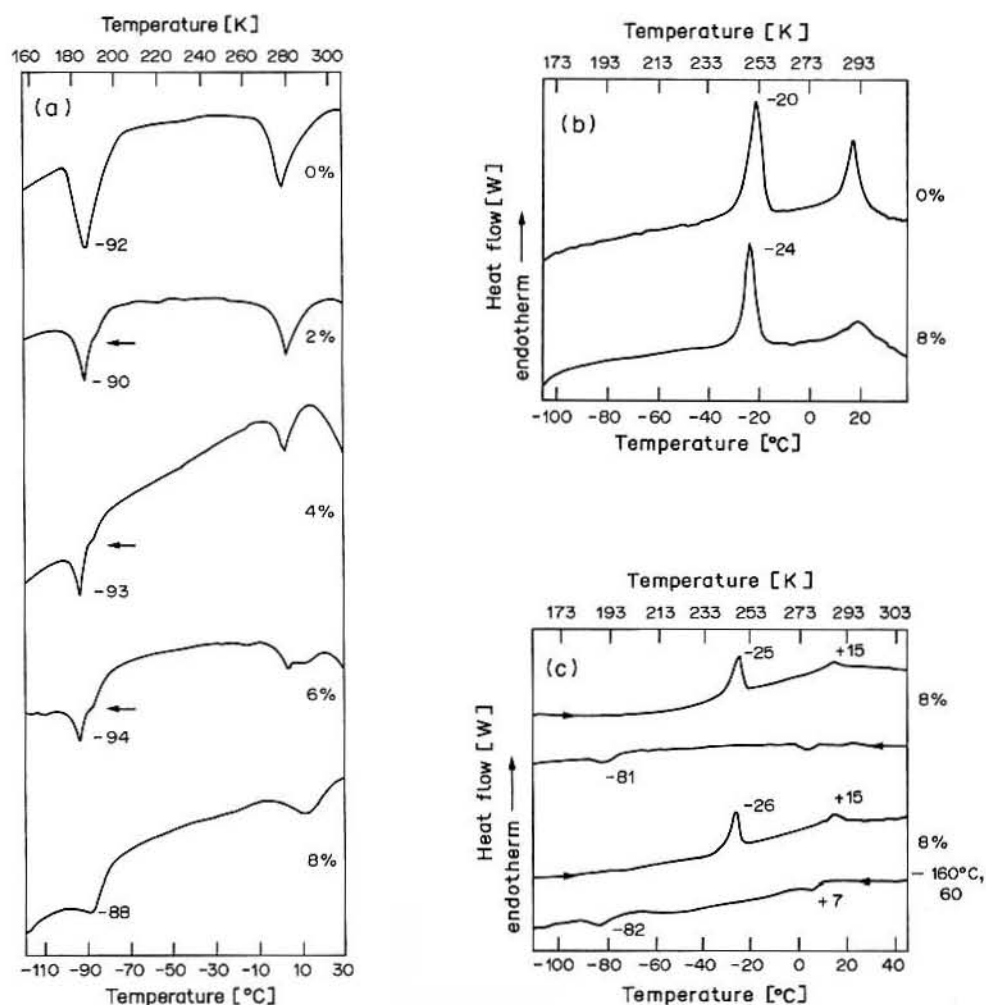 Temperature [K]
160 180 200 220 240 260 280 300
(a)
0%
-92
2%
-90
4%
-93
6%
-94
8%
-88
-110 -90 -70 -50 -30 -10 10 30
Temperature [°C]
Temperature [K]
173 193 213 233 253 273 293
(b)
-20
0%
-24
8%
Heat flow [W]
endotherm
-100 -80 -60 -40 -20 0 20
Temperature [°C]
Temperature [K]
173 193 213 233 253 273 293 303
(c)
-25
+15
8%
-81
-26
+15
8%
- 160°C,
60
+7
-82
Heat flow [W]
endotherm
-100 -80 -60 -40 -20 0 20 40
Temperature [°C]